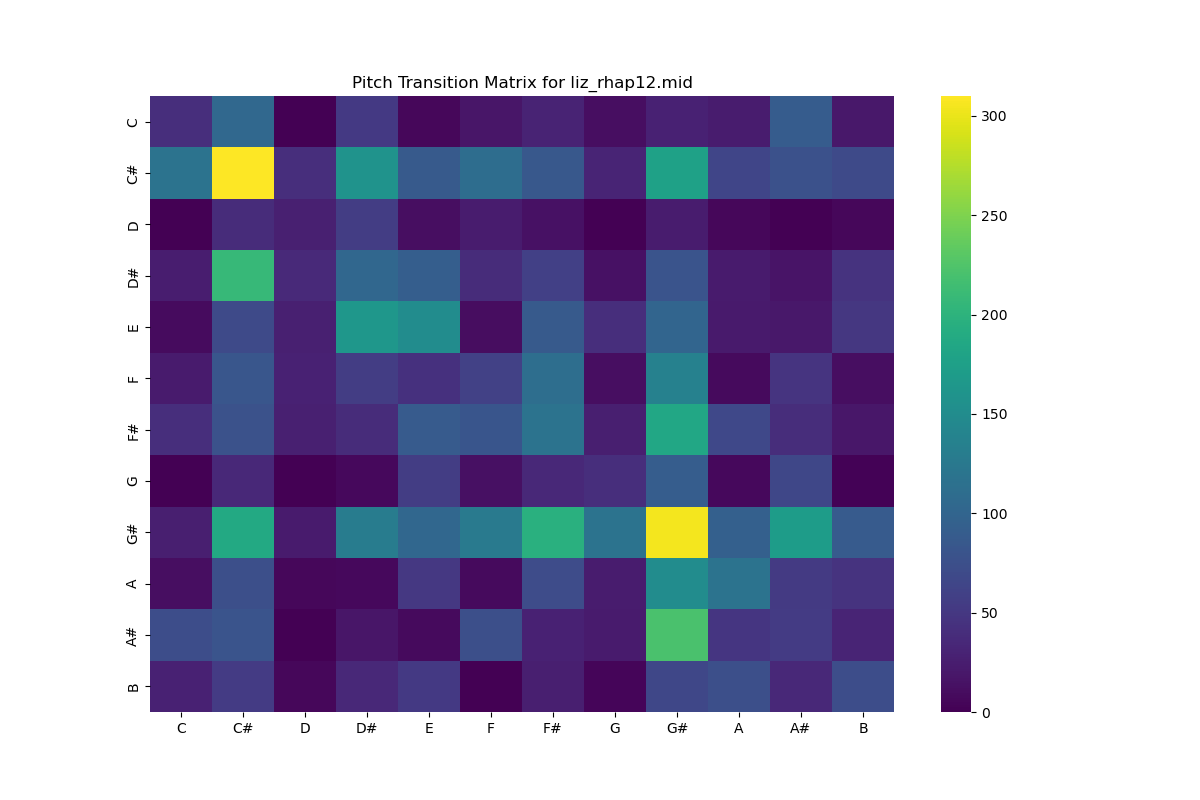 Pitch Transition Matrix for liz_rhap12.mid
C
C#
D
D#
E
F
F#
G
G#
A
A#
B
C C# D D# E F F# G G# A A# B
300
250
200
150
100
50
0